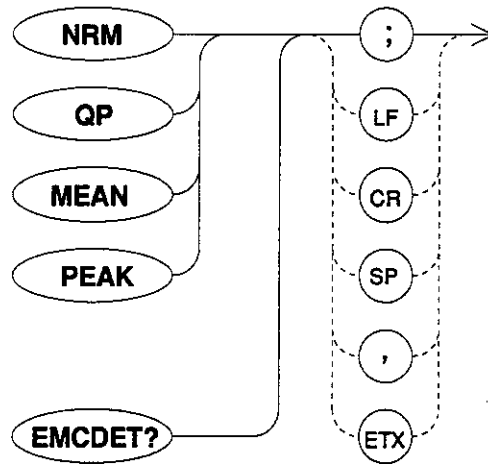 NRM ;
QP LF
MEAN CR
PEAK SP
,
EMCDET? ETX